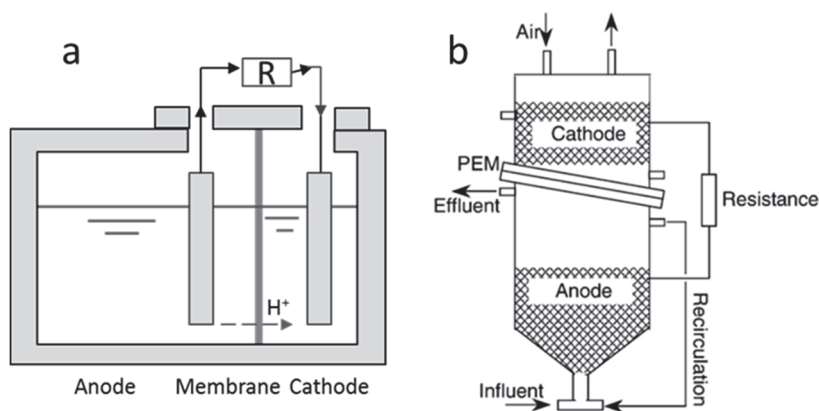 a
R
H⁺
Anode Membrane Cathode
b
Air
Cathode
PEM
Effluent
Resistance
Anode
Recirculation
Influent